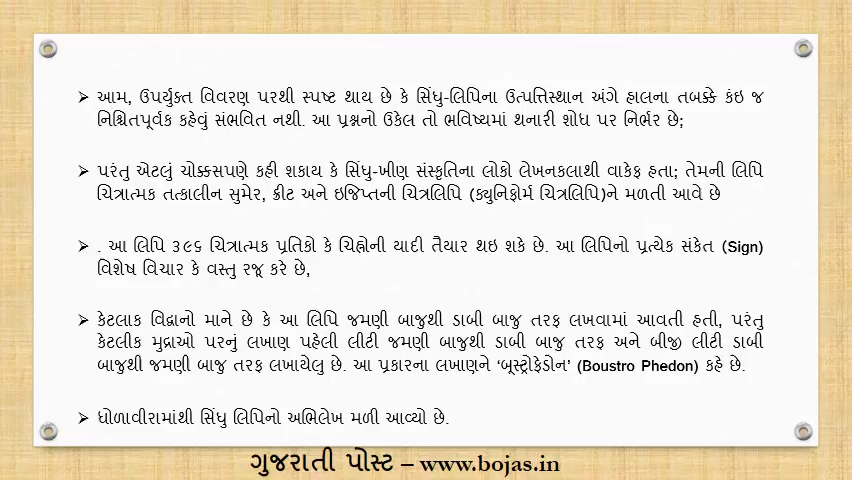 ➢ આમ, ઉપર્યુક્ત વિવરણ પરથી સ્પષ્ટ થાય છે કે સિંધુ-લિપિના ઉત્પત્તિસ્થાન અંગે હાલના તબક્કે કંઇ જ
નિશ્ચિતપૂર્વક કહેવું સંભવિત નથી. આ પ્રશ્નનો ઉકેલ તો ભવિષ્યમાં થનારી શોધ પર નિર્ભર છે;
➢ પરંતુ એટલું ચોક્કસપણે કહી શકાય કે સિંધુ-ખીણ સંસ્કૃતિના લોકો લેખનકલાથી વાકેફ હતા; તેમની લિપિ
ચિત્રાત્મક તત્કાલીન સુમેર, ક્રીટ અને ઇજિપ્તની ચિત્રલિપિ (ક્યુનિફોર્મ ચિત્રલિપિ)ને મળતી આવે છે
➢ . આ લિપિ ૩૯૬ ચિત્રાત્મક પ્રતિકો કે ચિહ્નોની યાદી તૈયાર થઇ શકે છે. આ લિપિનો પ્રત્યેક સંકેત (Sign)
વિશેષ વિચાર કે વસ્તુ રજૂ કરે છે,
➢ કેટલાક વિદ્વાનો માને છે કે આ લિપિ જમણી બાજુથી ડાબી બાજુ તરફ લખવામાં આવતી હતી, પરંતુ
કેટલીક મુદ્રાઓ પરનું લખાણ પહેલી લીટી જમણી બાજુથી ડાબી બાજુ તરફ અને બીજી લીટી ડાબી
બાજુથી જમણી બાજુ તરફ લખાયેલુ છે. આ પ્રકારના લખાણને ‘બૂસ્ટ્રોફેડોન’ (Boustro Phedon) કહે છે.
➢ ધોળાવીરામાંથી સિંધુ લિપિનો અભિલેખ મળી આવ્યો છે.
ગુજરાતી પોસ્ટ – www.bojas.in